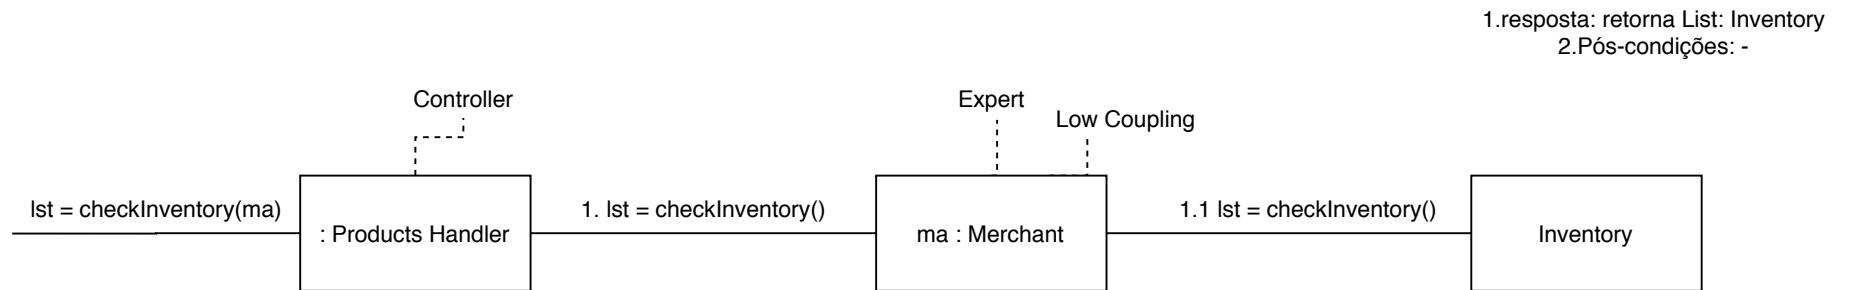 1.resposta: retorna List: Inventory
2.Pós-condições: -
Controller
Expert
Low Coupling
lst = checkInventory(ma)
: Products Handler
1. lst = checkInventory()
ma : Merchant
1.1 lst = checkInventory()
Inventory